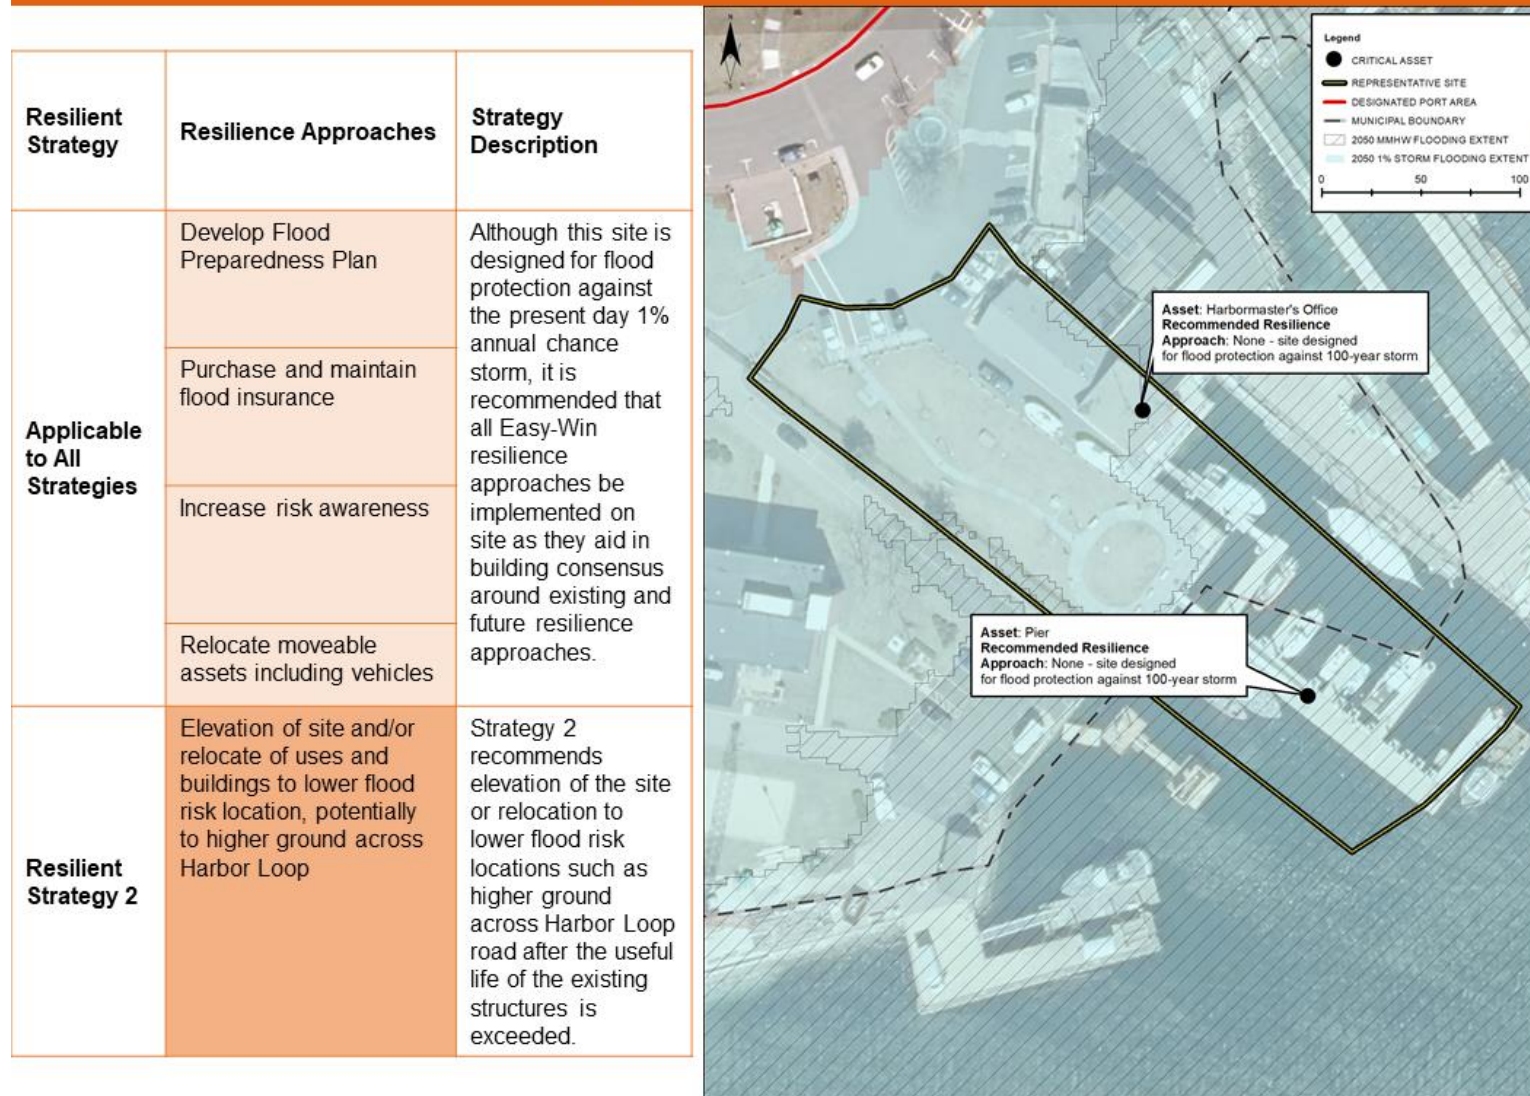 Resilient
Strategy
Resilience Approaches
Strategy
Description
Applicable
to All
Strategies
Develop Flood
Preparedness Plan
Purchase and maintain
flood insurance
Increase risk awareness
Relocate moveable
assets including vehicles
Although this site is
designed for flood
protection against
the present day 1%
annual chance
storm, it is
recommended that
all Easy-Win
resilience
approaches be
implemented on
site as they aid in
building consensus
around existing and
future resilience
approaches.
Resilient
Strategy 2
Elevation of site and/or
relocate of uses and
buildings to lower flood
risk location, potentially
to higher ground across
Harbor Loop
Strategy 2
recommends
elevation of the site
or relocation to
lower flood risk
locations such as
higher ground
across Harbor Loop
road after the useful
life of the existing
structures is
exceeded.
N
Legend
CRITICAL ASSET
REPRESENTATIVE SITE
DESIGNATED PORT AREA
MUNICIPAL BOUNDARY
2050 MMHW FLOODING EXTENT
2050 1% STORM FLOODING EXTENT
0 50 100
Asset: Harbormaster's Office
Recommended Resilience
Approach: None - site designed
for flood protection against 100-year storm
Asset: Pier
Recommended Resilience
Approach: None - site designed
for flood protection against 100-year storm